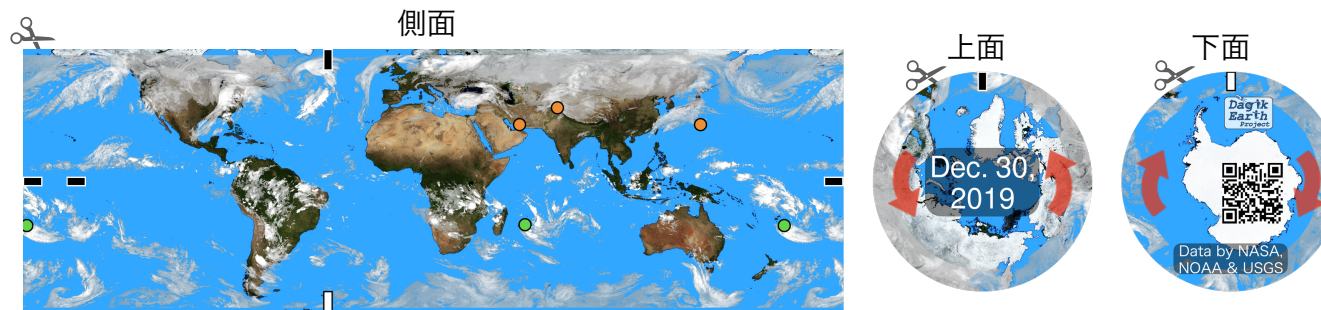 側面
上面
下面
Dec. 30,
2019
Dagik
Earth
Project
Data by NASA,
NOAA & USGS